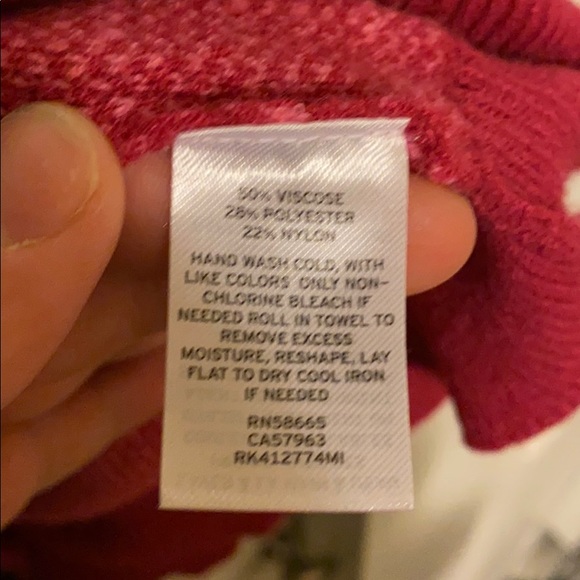 50% VISCOSE
28% POLYESTER
22% NYLON
HAND WASH COLD, WITH
LIKE COLORS ONLY NON-
CHLORINE BLEACH IF
NEEDED ROLL IN TOWEL TO
REMOVE EXCESS
MOISTURE, RESHAPE, LAY
FLAT TO DRY COOL IRON
IF NEEDED
RN58665
CA57963
RK412774MI